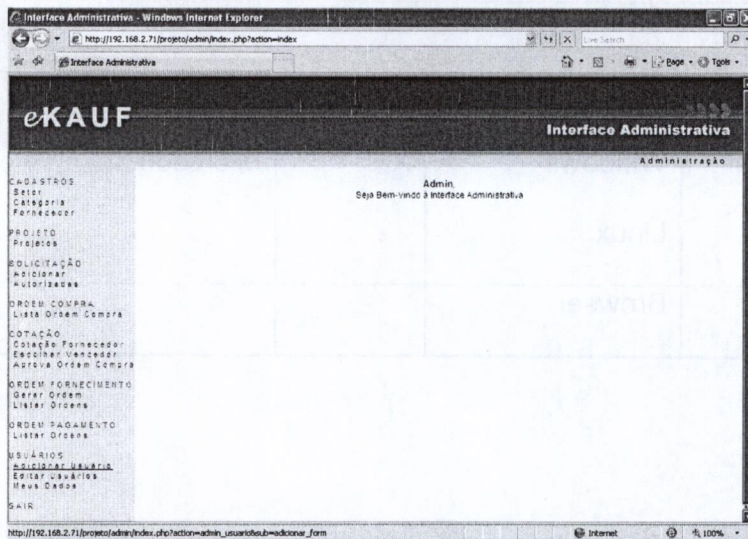 Interface Administrativa - Windows Internet Explorer
http://192.168.2.71/projeto/admin/index.php?action=index
Live Search
Interface Administrativa
Page
Tools
eKAUF
Interface Administrativa
Administração
CADASTROS
Setor
Categoria
Fornecedor
PROJETO
Projetos
SOLICITAÇÃO
Adicionar
Autorizadas
ORDEM COMPRA
Lista Ordem Compra
COTAÇÃO
Cotação Fornecedor
Escolher Vencedor
Aprova Ordem Compra
ORDEM FORNECIMENTO
Gerar Ordem
Listar Ordens
ORDEM PAGAMENTO
Listar Ordens
USUÁRIOS
Adicionar Usuário
Editar Usuários
Meus Dados
SAIR
Admin,
Seja Bem-Vindo à Interface Administrativa
http://192.168.2.71/projeto/admin/index.php?action=admin_usuario&sub=adicionar_form
Internet
100%